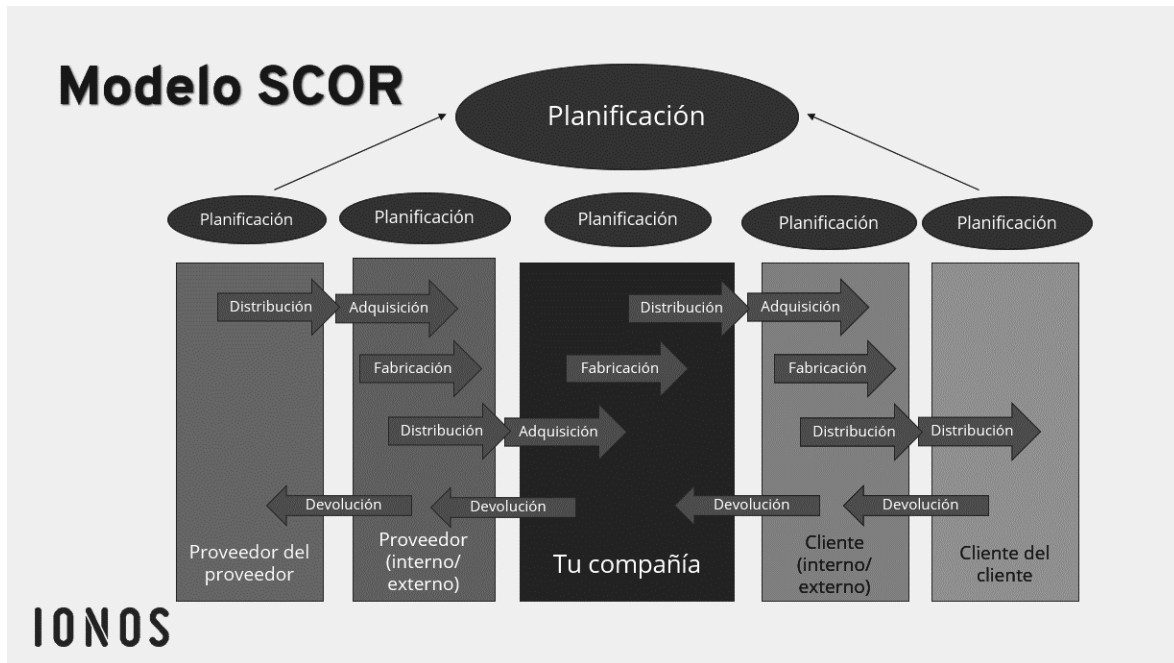 Modelo SCOR
Planificación
Planificación
Planificación
Planificación
Planificación
Planificación
Distribución
Adquisición
Distribución
Adquisición
Fabricación
Fabricación
Fabricación
Distribución
Adquisición
Distribución
Distribución
Devolución
Devolución
Devolución
Devolución
Proveedor del
proveedor
Proveedor
(interno/
externo)
Tu compañía
Cliente
(interno/
externo)
Cliente del
cliente
IONOS